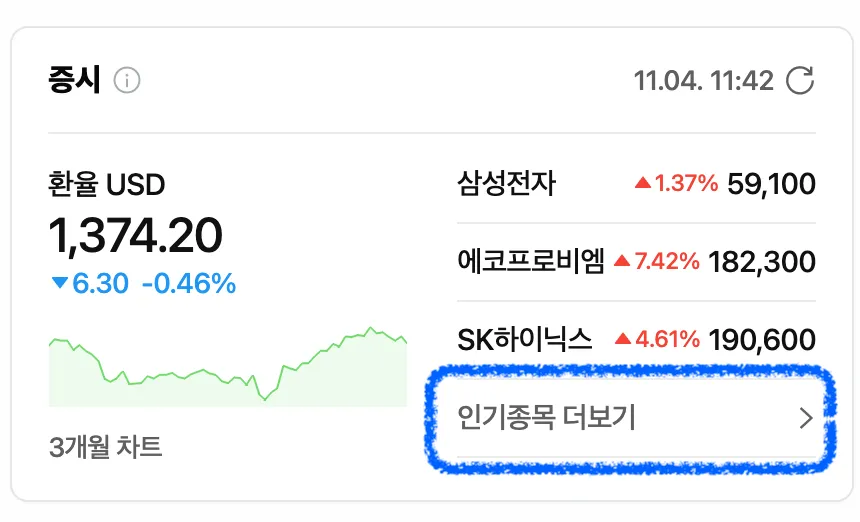 증시
11.04. 11:42
환율 USD
1,374.20
▼6.30 -0.46%
3개월 차트
삼성전자 ▲1.37% 59,100
에코프로비엠 ▲7.42% 182,300
SK하이닉스 ▲4.61% 190,600
인기종목 더보기